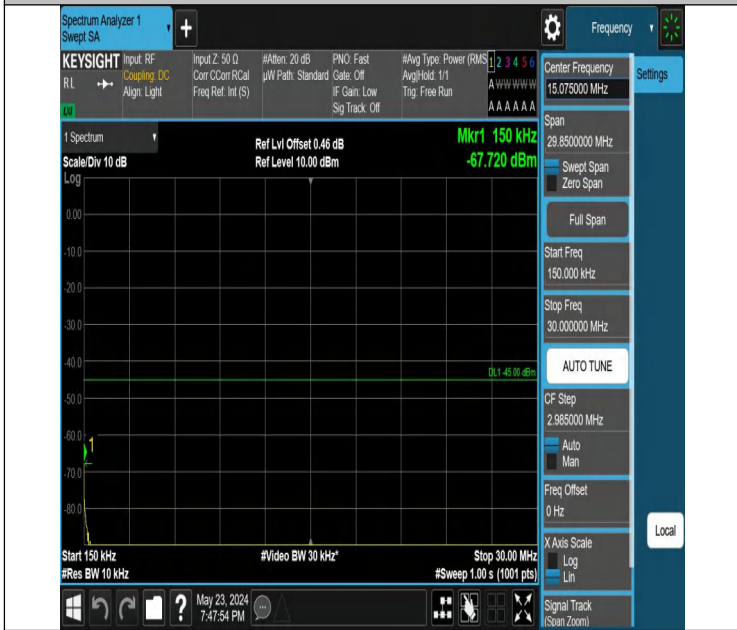 Spectrum Analyzer 1
Swept SA
+
Frequency
KEYSIGHT
RL
Input: RF
Coupling: DC
Align: Light
Input Z: 50 Ω
Corr CCorr RCal
Freq Ref: Int (S)
#Atten: 20 dB
µW Path: Standard
PNO: Fast
Gate: Off
IF Gain: Low
Sig Track: Off
#Avg Type: Power (RMS
Avg|Hold: 1/1
Trig: Free Run
1 2 3 4 5 6
A W W W W W
A A A A A A
1 Spectrum
Scale/Div 10 dB
Log
Ref Lvl Offset 0.46 dB
Ref Level 10.00 dBm
Mkr1 150 kHz
-67.720 dBm
0.00
-10.0
-20.0
-30.0
-40.0
-50.0
-60.0
-70.0
-80.0
DL1 -45.00 dBm
1
Start 150 kHz
#Res BW 10 kHz
#Video BW 30 kHz*
Stop 30.00 MHz
#Sweep 1.00 s (1001 pts)
?
May 23, 2024
7:47:54 PM
Center Frequency
15.075000 MHz
Span
29.8500000 MHz
Swept Span
Zero Span
Full Span
Start Freq
150.000 kHz
Stop Freq
30.000000 MHz
AUTO TUNE
CF Step
2.985000 MHz
Auto
Man
Freq Offset
0 Hz
X Axis Scale
Log
Lin
Signal Track
(Span Zoom)
Settings
Local